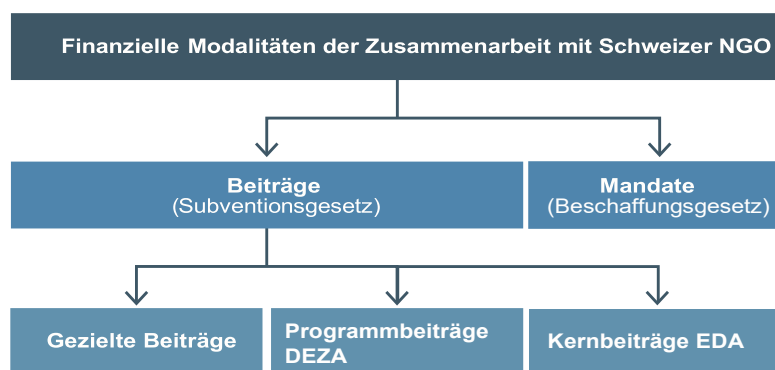 Finanzielle Modalitäten der Zusammenarbeit mit Schweizer NGO
Beiträge
(Subventionsgesetz)
Mandate
(Beschaffungsgesetz)
Gezielte Beiträge
Programmbeiträge
DEZA
Kernbeiträge EDA